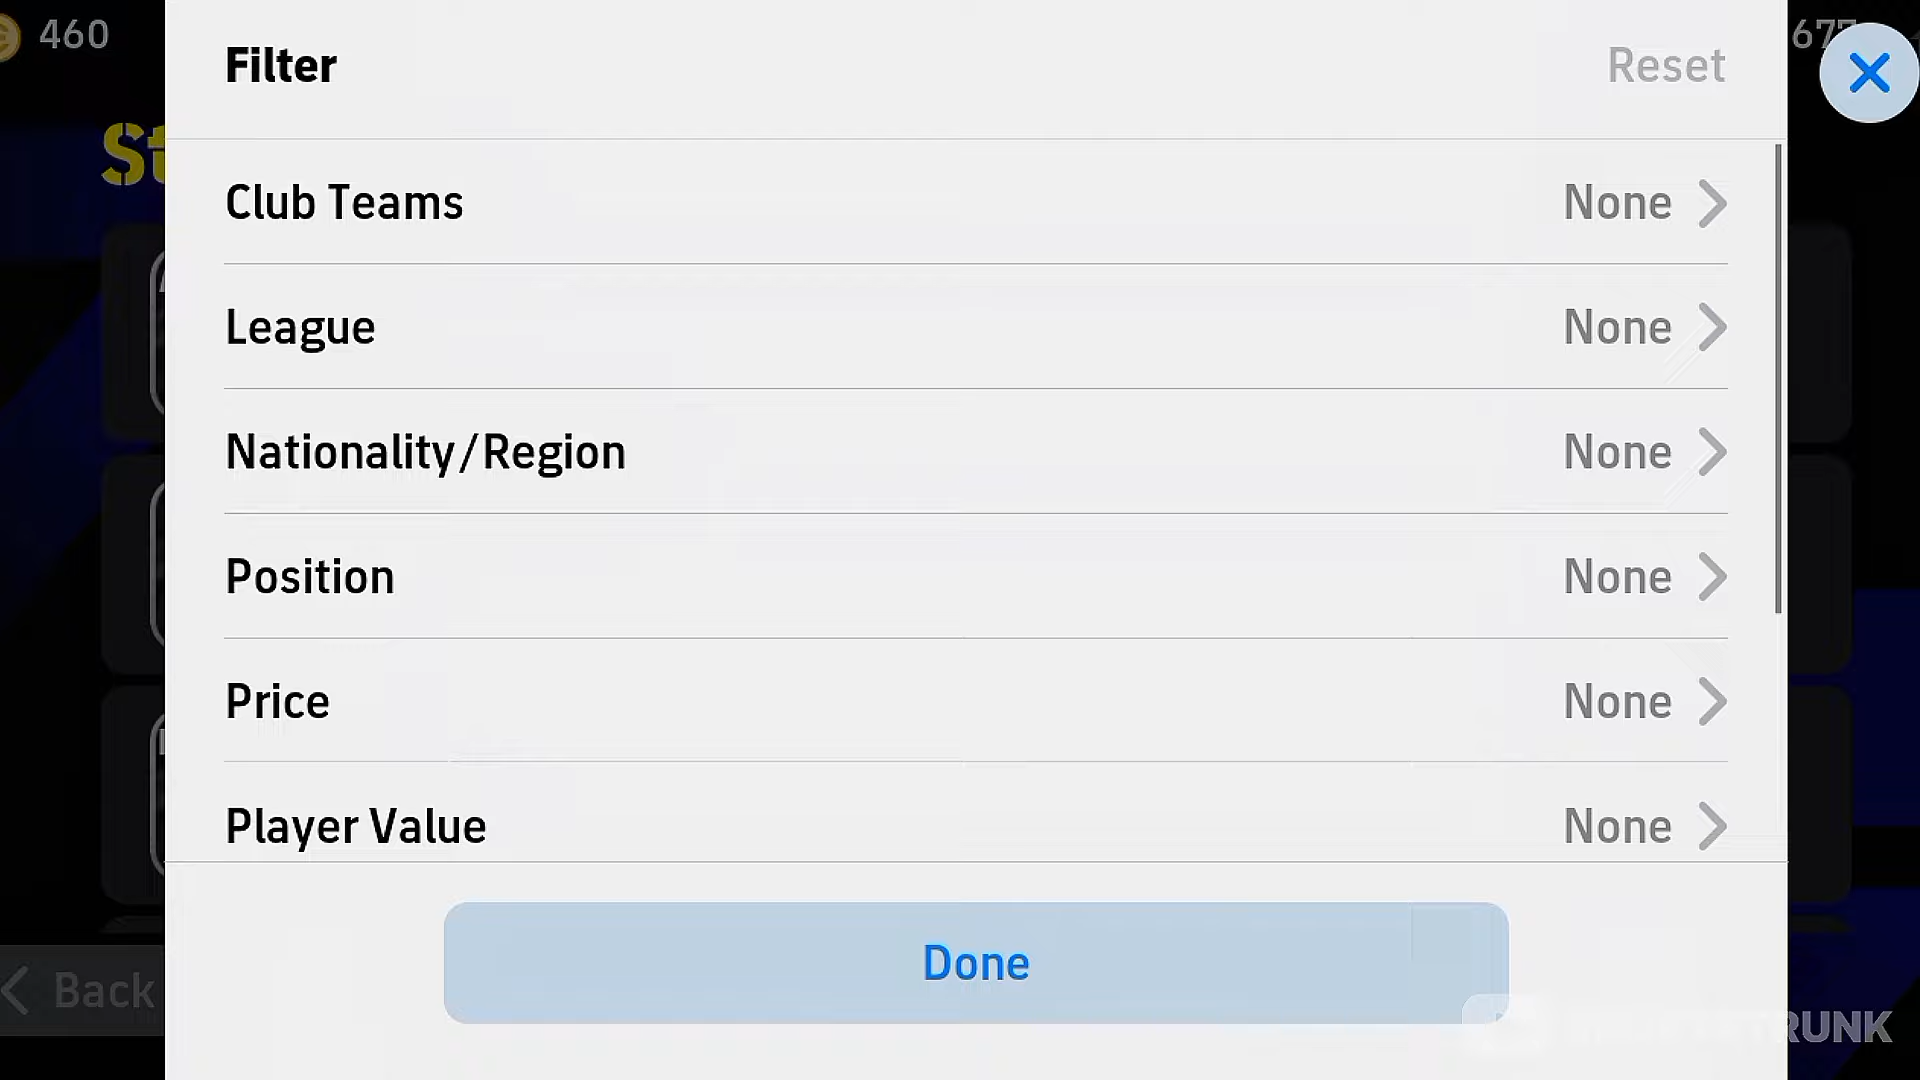 460
Filter
Reset
Club Teams None
League None
Nationality/Region None
Position None
Price None
Player Value None
Done
Back